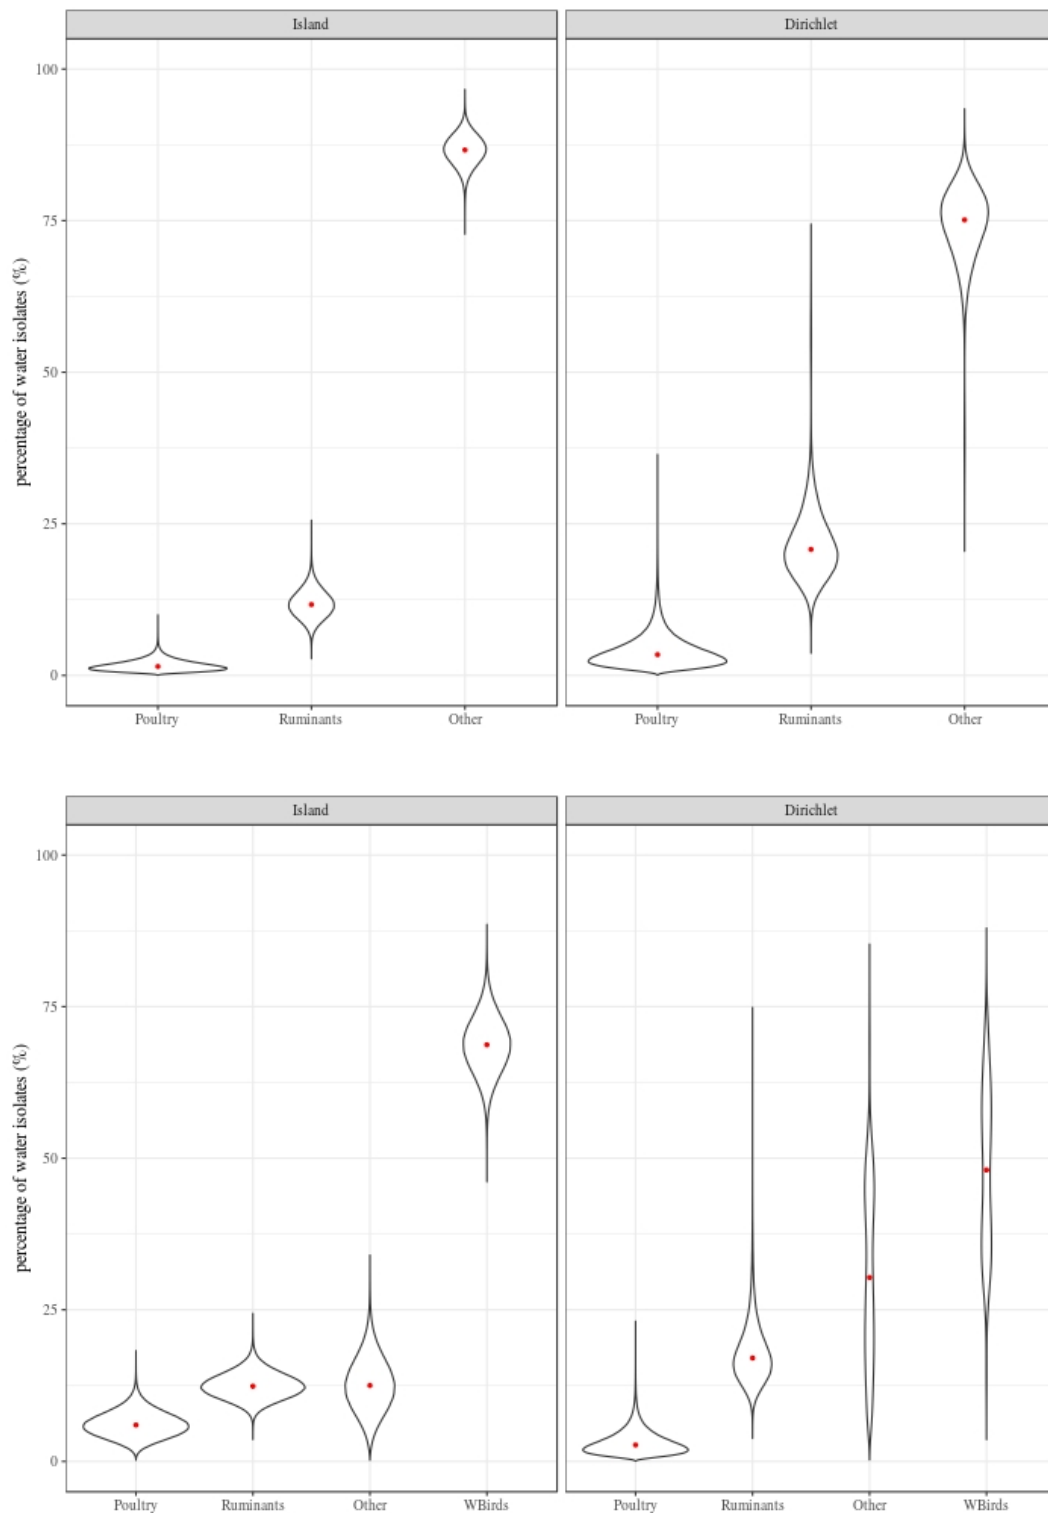 Island Dirichlet
100
75
50
25
0
percentage of water isolates (%)
Poultry Ruminants Other Poultry Ruminants Other
Island Dirichlet
100
75
50
25
0
percentage of water isolates (%)
Poultry Ruminants Other WBirds Poultry Ruminants Other WBirds